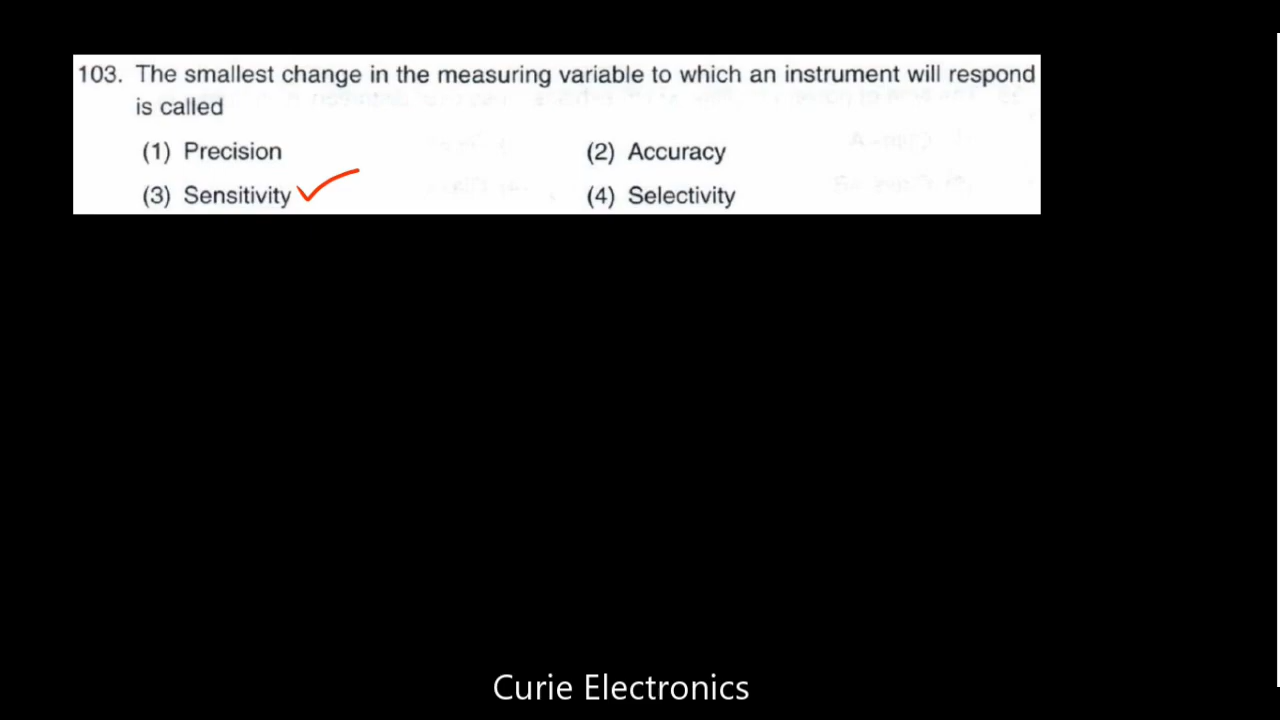 103. The smallest change in the measuring variable to which an instrument will respond
is called
(1) Precision (2) Accuracy
(3) Sensitivity (4) Selectivity
Curie Electronics